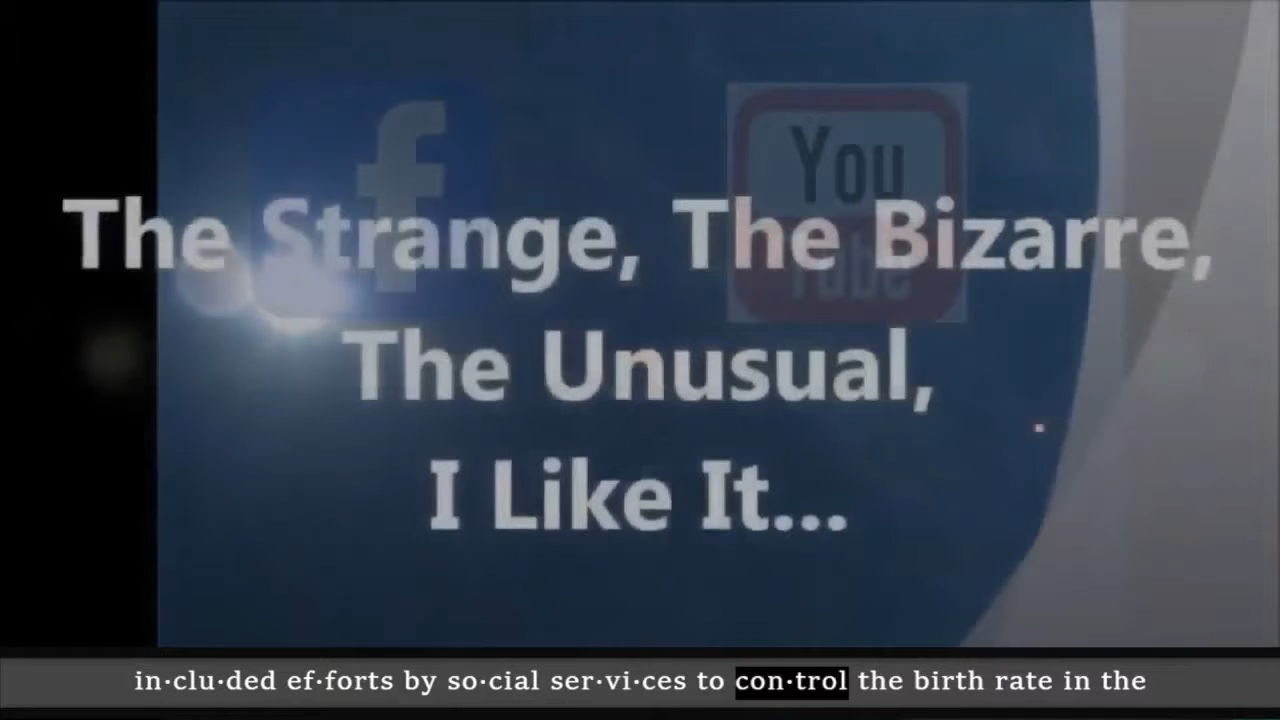 f
You
Tube
The Strange, The Bizarre,
The Unusual,
I Like It...
in·clu·ded ef·forts by so·cial ser·vi·ces to con·trol the birth rate in the